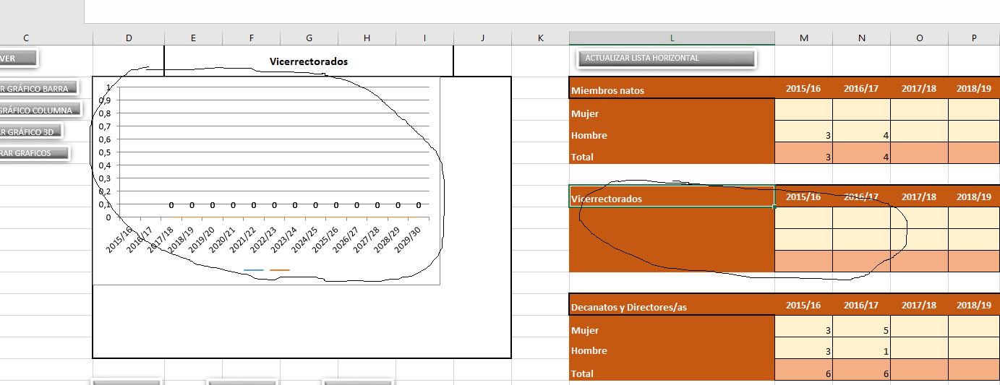 C D E F G H I J K L M N O P
VER
Vicerrectorados
ACTUALIZAR LISTA HORIZONTAL
R GRÁFICO BARRA
GRÁFICO COLUMNA
AR GRÁFICO 3D
RAR GRAFICOS
1
0,9
0,8
0,7
0,6
0,5
0,4
0,3
0,2
0,1
0
0 0 0 0 0 0 0 0 0 0 0 0 0
2015/16 2016/17 2017/18 2018/19 2019/20 2020/21 2021/22 2022/23 2023/24 2024/25 2025/26 2026/27 2027/28 2028/29 2029/30
Miembros natos 2015/16 2016/17 2017/18 2018/19
Mujer
Hombre 3 4
Total 3 4
Vicerrectorados 2015/16 2016/17 2017/18 2018/19
Decanatos y Directores/as 2015/16 2016/17 2017/18 2018/19
Mujer 3 5
Hombre 3 1
Total 6 6